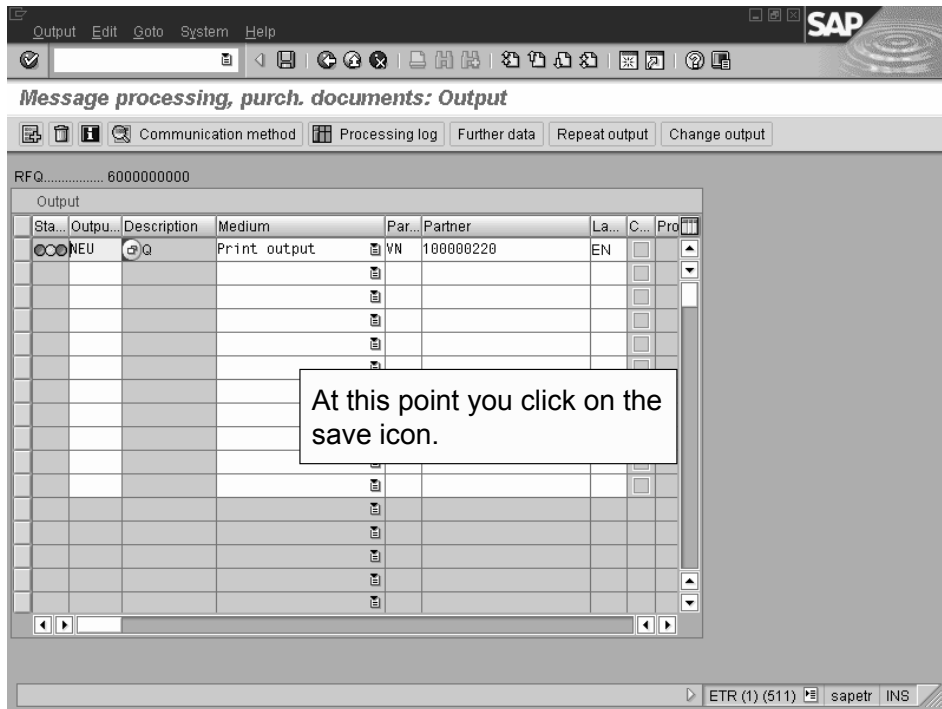 Output Edit Goto System Help
SAP
Message processing, purch. documents: Output
Communication method Processing log Further data Repeat output Change output
RFQ................. 6000000000
Output
Sta... Outpu... Description Medium Par... Partner La... C... Pro
NEU Q Print output VN 100000220 EN
At this point you click on the
save icon.
ETR (1) (511) sapetr INS